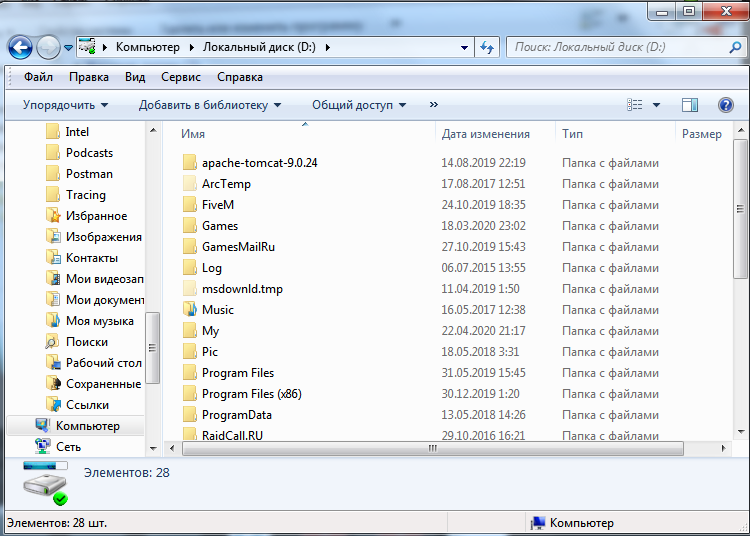 Компьютер ▸ Локальный диск (D:) ▸
Поиск: Локальный диск (D:)
Файл Правка Вид Сервис Справка
Упорядочить Добавить в библиотеку Общий доступ »
Intel
Podcasts
Postman
Tracing
Избранное
Изображения
Контакты
Мои видеозап
Мои документ
Моя музыка
Поиски
Рабочий стол
Сохраненные
Ссылки
Компьютер
Сеть
Имя Дата изменения Тип Размер
apache-tomcat-9.0.24 14.08.2019 22:19 Папка с файлами
ArcTemp 17.08.2017 12:51 Папка с файлами
FiveM 24.10.2019 18:35 Папка с файлами
Games 18.03.2020 23:02 Папка с файлами
GamesMailRu 27.10.2019 15:43 Папка с файлами
Log 06.07.2015 13:55 Папка с файлами
msdownld.tmp 11.04.2019 1:50 Папка с файлами
Music 16.05.2017 12:38 Папка с файлами
My 22.04.2020 21:17 Папка с файлами
Pic 18.05.2018 3:31 Папка с файлами
Program Files 31.05.2019 15:45 Папка с файлами
Program Files (x86) 30.12.2019 1:20 Папка с файлами
ProgramData 13.05.2018 14:26 Папка с файлами
RaidCall.RU 29.10.2016 16:21 Папка с файлами
Элементов: 28
Элементов: 28 шт.
Компьютер